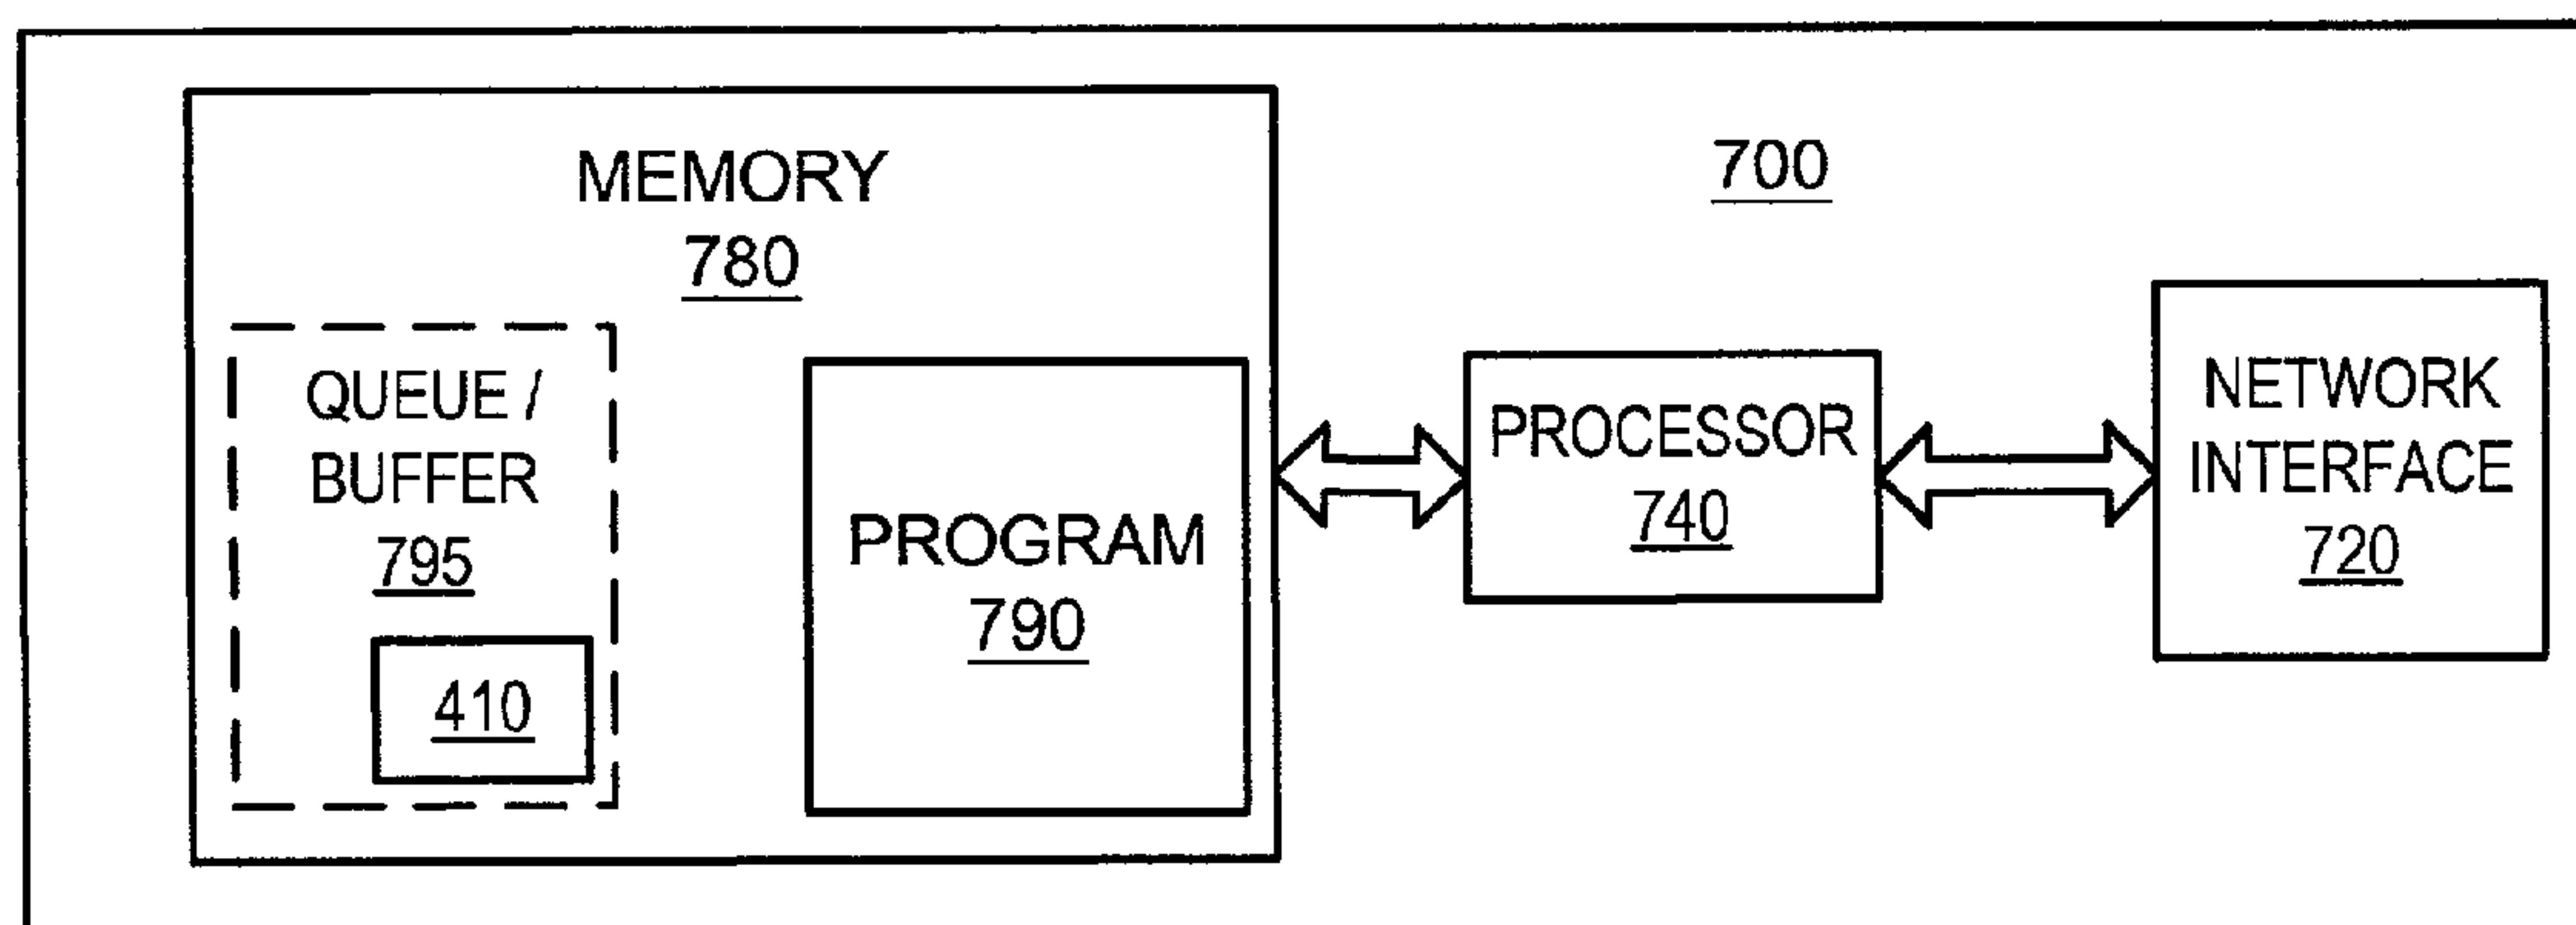 MEMORY
780
700
QUEUE /
BUFFER
795
410
PROGRAM
790
PROCESSOR
740
NETWORK
INTERFACE
720